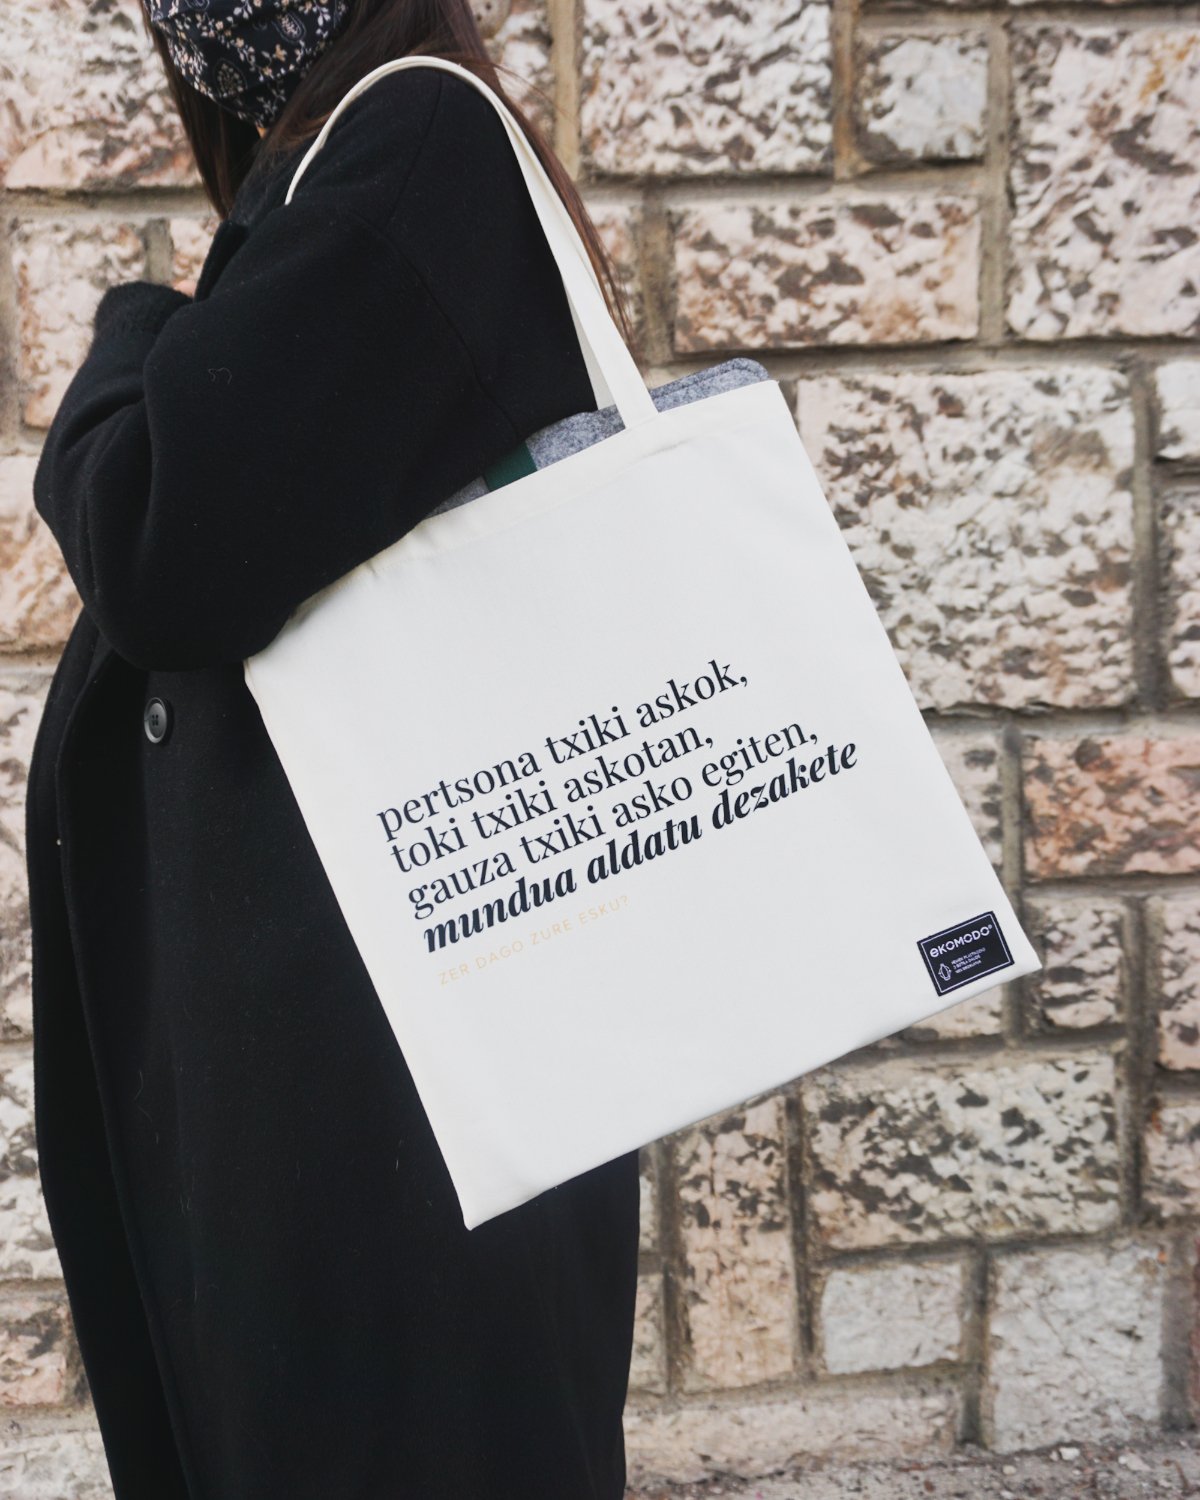 pertsona txiki askok,
toki txiki askotan,
gauza txiki asko egiten,
mundua aldatu dezakete
ZER DAGO ZURE ESKU?
eKOMODO®